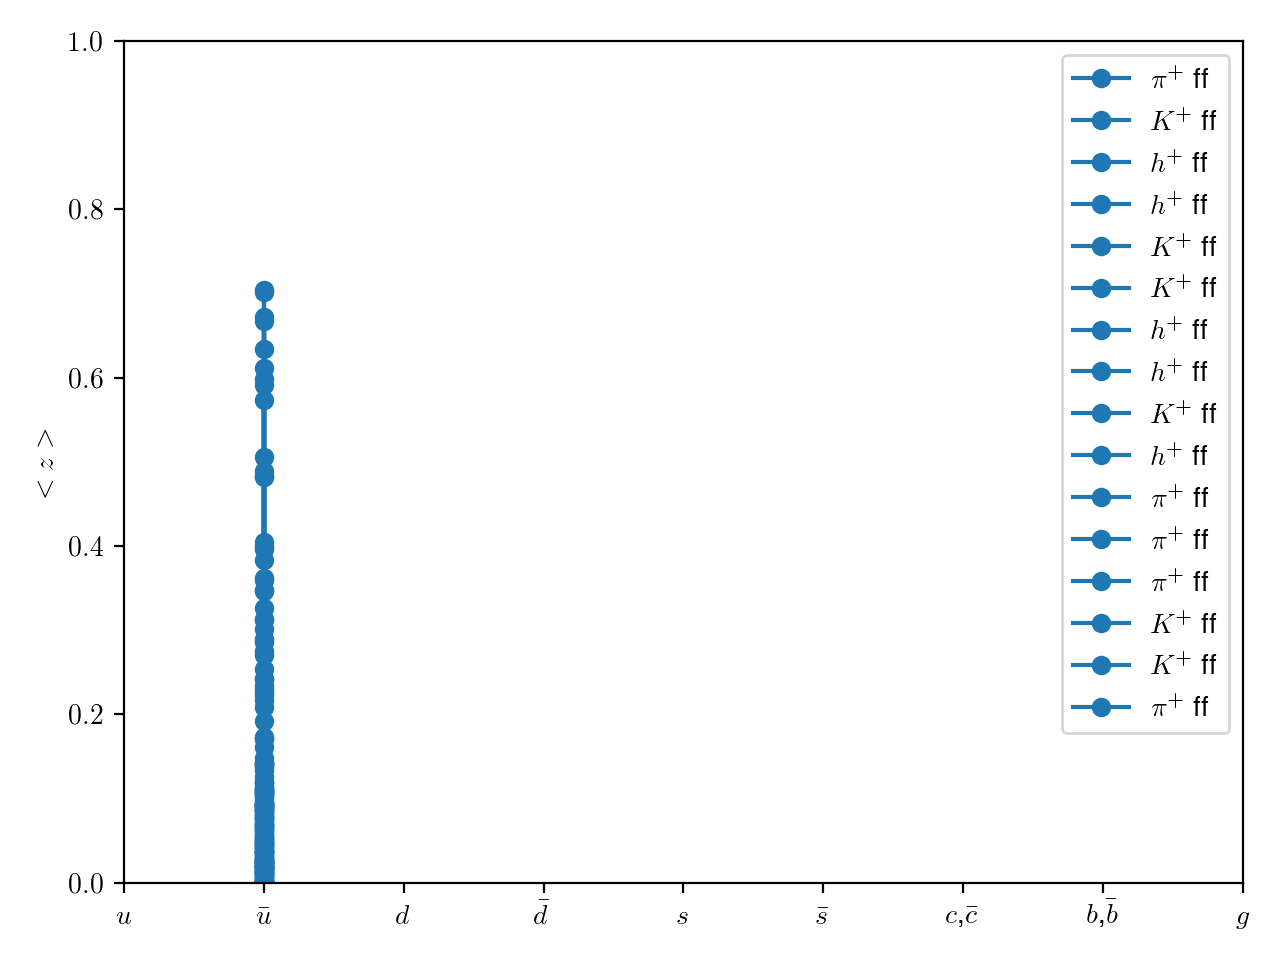 1.0
0.8
0.6
0.4
0.2
0.0
< z >
u
ū
d
d̄
s
s̄
c,c̄
b,b̄
g
π⁺ ff
K⁺ ff
h⁺ ff
h⁺ ff
K⁺ ff
K⁺ ff
h⁺ ff
h⁺ ff
K⁺ ff
h⁺ ff
π⁺ ff
π⁺ ff
π⁺ ff
K⁺ ff
K⁺ ff
π⁺ ff